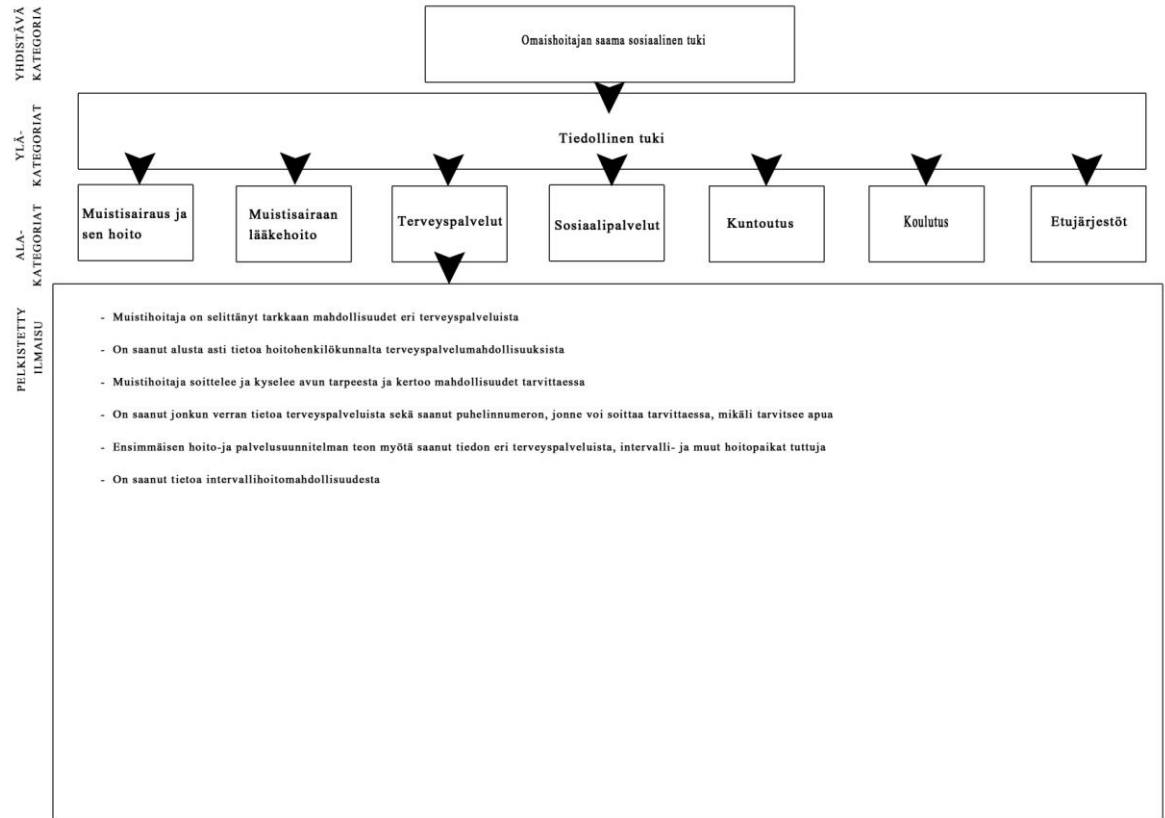 YHDISTÄVÄ
KATEGORIA
Omaishoitajan saama sosiaalinen tuki
YLÄ-
KATEGORIAT
Tiedollinen tuki
ALA-
KATEGORIAT
Muistisairaus ja
sen hoito
Muistisairaan
lääkehoito
Terveyspalvelut
Sosiaalipalvelut
Kuntoutus
Koulutus
Etujärjestöt
PELKISTETTY
ILMAISU
- Muistihoitaja on selittänyt tarkkaan mahdollisuudet eri terveyspalveluista
- On saanut alusta asti tietoa hoitohenkilökunnalta terveyspalvelumahdollisuuksista
- Muistihoitaja soittelee ja kyselee avun tarpeesta ja kertoo mahdollisuudet tarvittaessa
- On saanut jonkun verran tietoa terveyspalveluista sekä saanut puhelinnumeron, jonne voi soittaa tarvittaessa, mikäli tarvitsee apua
- Ensimmäisen hoito-ja palvelusuunnitelman teon myötä saanut tiedon eri terveyspalveluista, intervalli- ja muut hoitopaikat tuttuja
- On saanut tietoa intervallihoitomahdollisuudesta